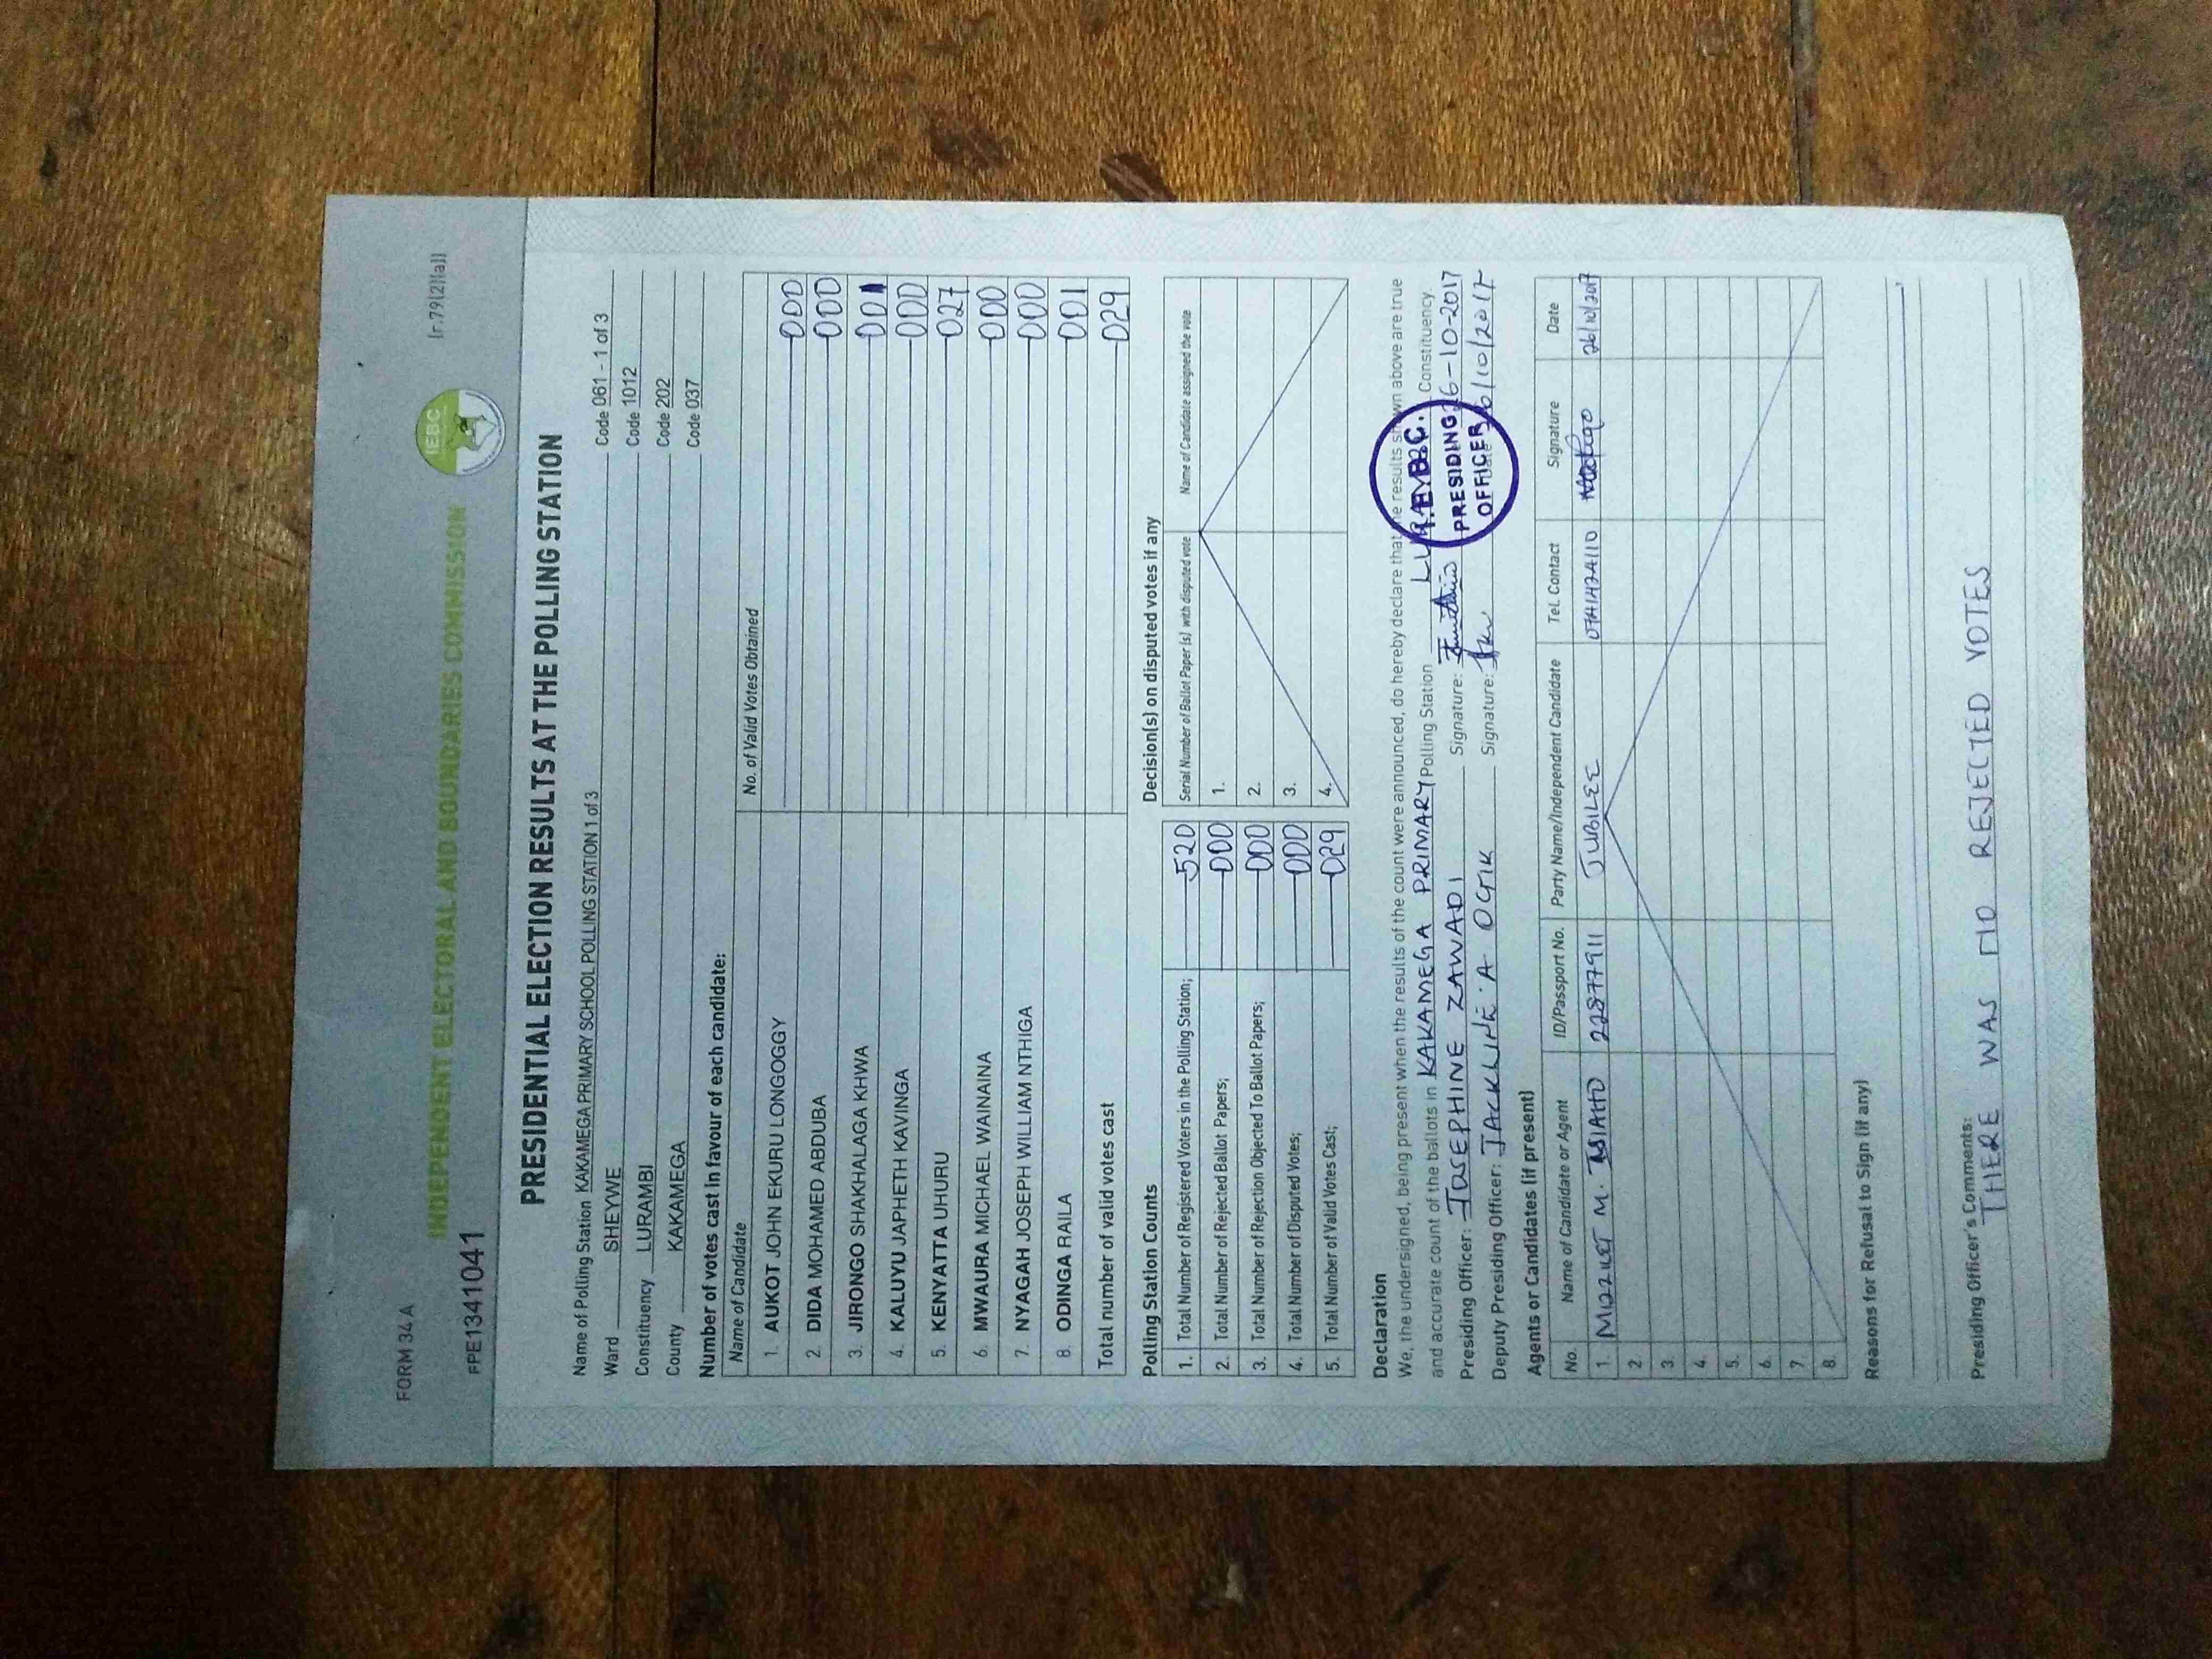 FORM 34 A
[r.79(2)(a)]
INDEPENDENT ELECTORAL AND BOUNDARIES COMMISSION
IEBC
FPE1341041
PRESIDENTIAL ELECTION RESULTS AT THE POLLING STATION
Name of Polling Station KAKAMEGA PRIMARY SCHOOL POLLING STATION 1 of 3 Code 061 - 1 of 3
Ward SHEYWE Code 1012
Constituency LURAMBI Code 202
County KAKAMEGA Code 037
Number of votes cast in favour of each candidate:
Name of Candidate No. of Valid Votes Obtained
1. AUKOT JOHN EKURU LONGOGGY 000
2. DIDA MOHAMED ABDUBA 000
3. JIRONGO SHAKHALAGA KHWA 001
4. KALUYU JAPHETH KAVINGA 000
5. KENYATTA UHURU 027
6. MWAURA MICHAEL WAINAINA 000
7. NYAGAH JOSEPH WILLIAM NTHIGA 000
8. ODINGA RAILA 001
Total number of valid votes cast 029
Polling Station Counts
1. Total Number of Registered Voters in the Polling Station; 520
2. Total Number of Rejected Ballot Papers; 000
3. Total Number of Rejection Objected To Ballot Papers; 000
4. Total Number of Disputed Votes; 000
5. Total Number of Valid Votes Cast; 029
Decision(s) on disputed votes if any
Serial Number of Ballot Paper (s) with disputed vote Name of Candidate assigned the vote
1.
2.
3.
4.
Declaration
We, the undersigned, being present when the results of the count were announced, do hereby declare that the results shown above are true
and accurate count of the ballots in KAKAMEGA PRIMARY Polling Station Constituency.
Presiding Officer: JOSEPHINE ZAWADI Signature: 26-10-2017
Deputy Presiding Officer: JACKLINE A Signature: 26/10/2017
I.E.B.C.
PRESIDING
OFFICER
Agents or Candidates (if present)
No. Name of Candidate or Agent ID/Passport No. Party Name/Independent Candidate Tel. Contact Signature Date
1. M. 22877911 JUBILEE 26/10/2017
2.
3.
4.
5.
6.
7.
8.
Reasons for Refusal to Sign (if any)
Presiding Officer's Comments:
THERE WAS NO REJECTED VOTES